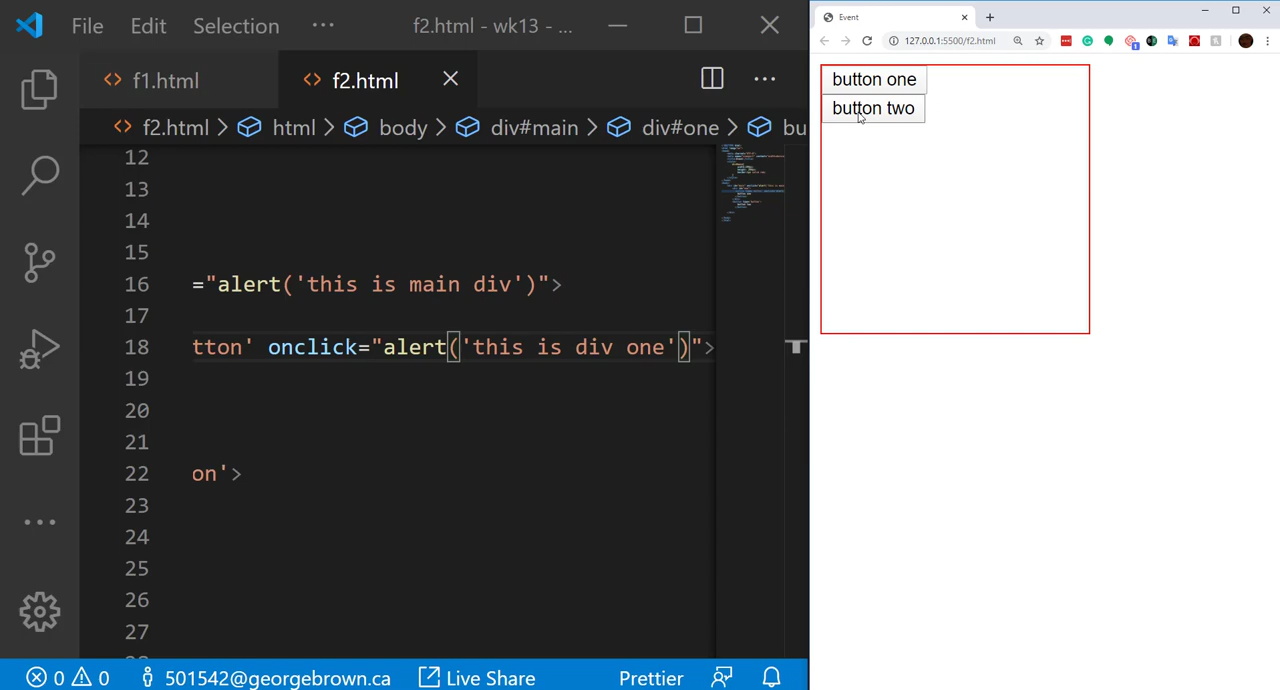 File Edit Selection ··· f2.html - wk13 - ...
f1.html f2.html ···
f2.html > html > body > div#main > div#one > bu
12
13
14
15
16 ="alert('this is main div')">
17
18 tton' onclick="alert('this is div one')">
19
20
21
22 on'>
23
24
25
26
27
0 0 501542@georgebrown.ca Live Share Prettier
Event
127.0.0.1:5500/f2.html
button one
button two